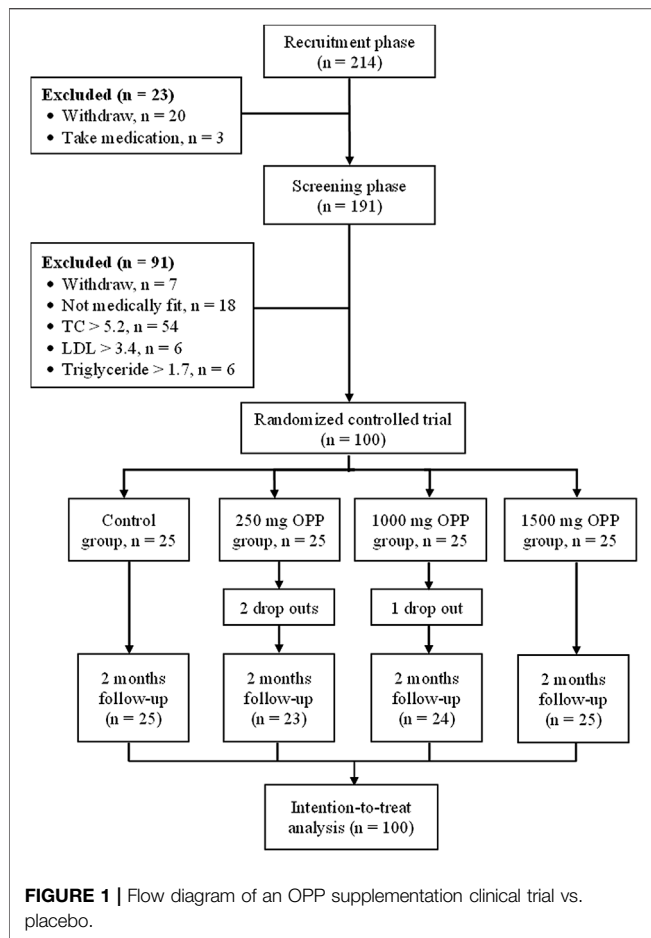 Recruitment phase
(n = 214)
Excluded (n = 23)
• Withdraw, n = 20
• Take medication, n = 3
Screening phase
(n = 191)
Excluded (n = 91)
• Withdraw, n = 7
• Not medically fit, n = 18
• TC > 5.2, n = 54
• LDL > 3.4, n = 6
• Triglyceride > 1.7, n = 6
Randomized controlled trial
(n = 100)
Control
group, n = 25
250 mg OPP
group, n = 25
1000 mg OPP
group, n = 25
1500 mg OPP
group, n = 25
2 drop outs
1 drop out
2 months
follow-up
(n = 25)
2 months
follow-up
(n = 23)
2 months
follow-up
(n = 24)
2 months
follow-up
(n = 25)
Intention-to-treat
analysis (n = 100)
FIGURE 1 | Flow diagram of an OPP supplementation clinical trial vs.
placebo.